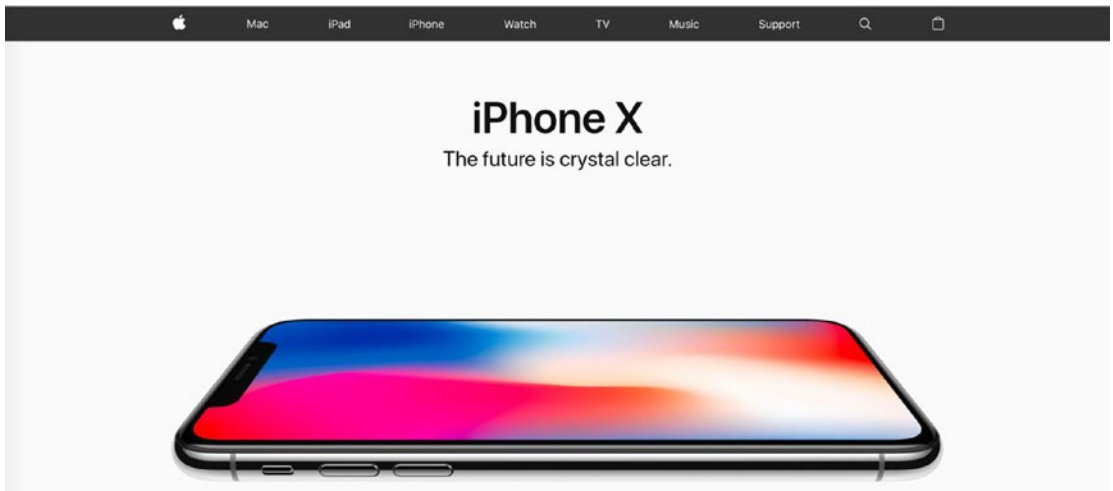 Mac iPad iPhone Watch TV Music Support
iPhone X
The future is crystal clear.